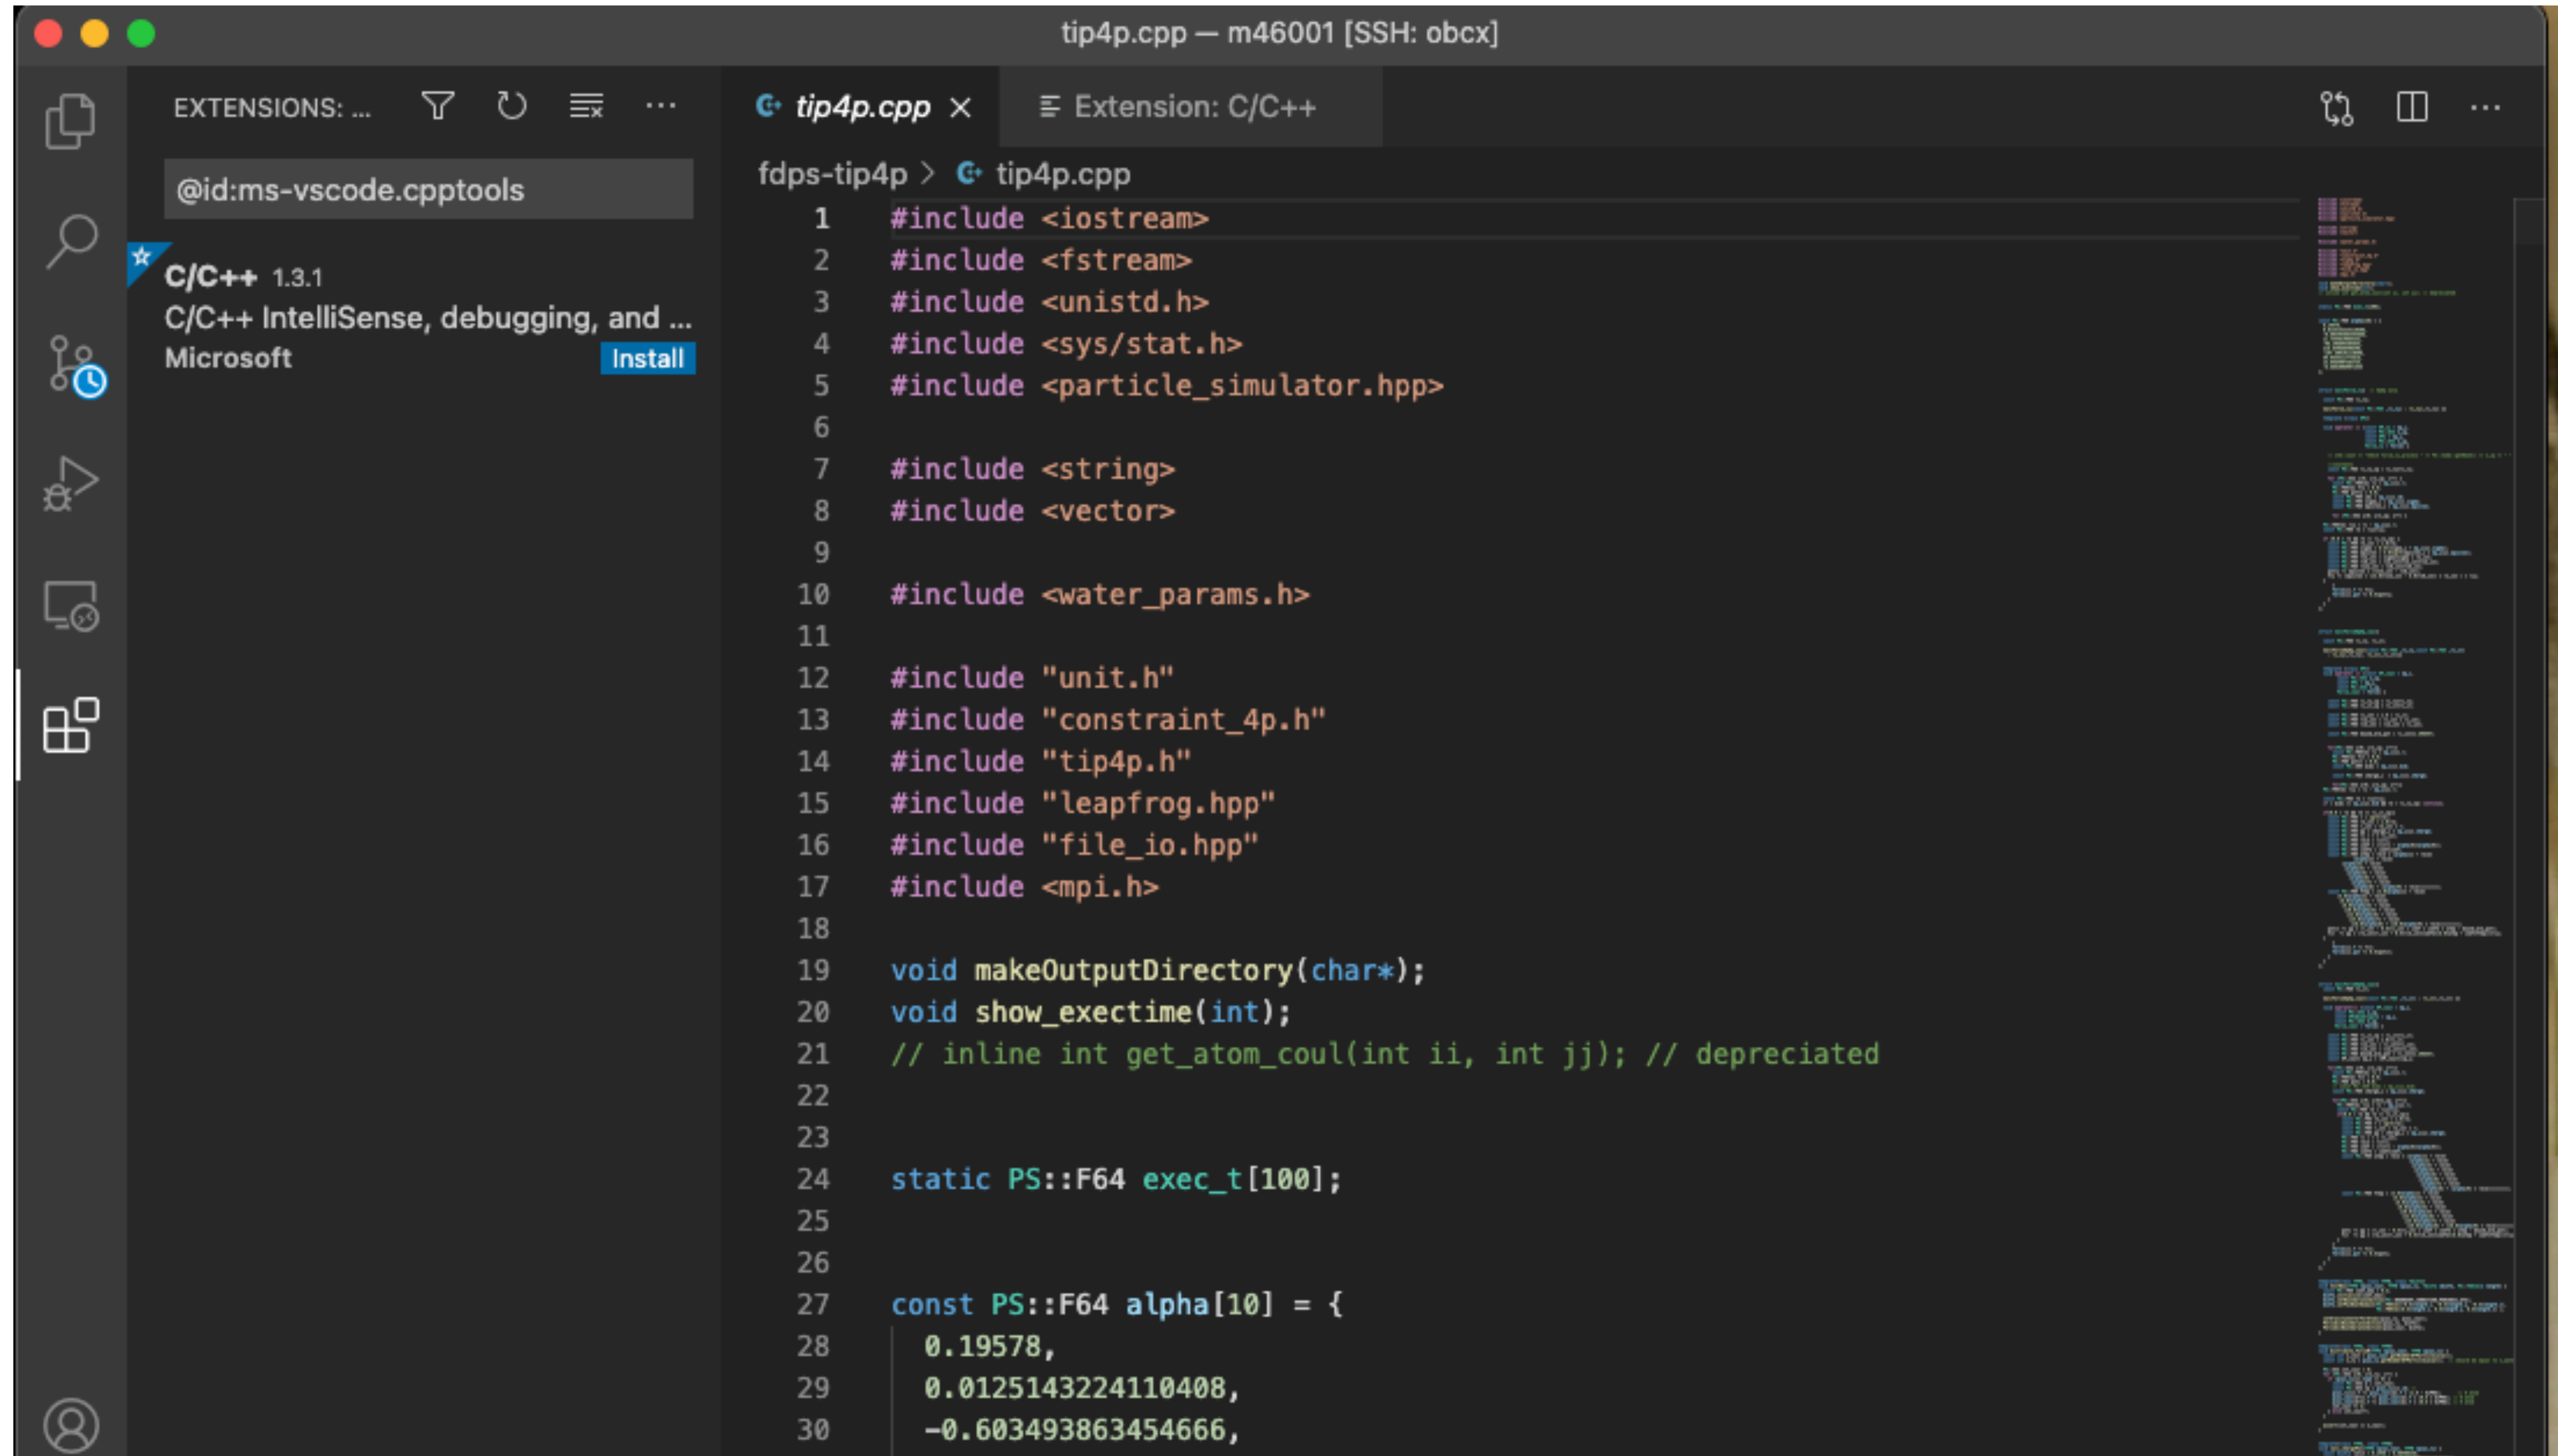 tip4p.cpp — m46001 [SSH: obcx]
EXTENSIONS: ...
@id:ms-vscode.cpptools
C/C++ 1.3.1
C/C++ IntelliSense, debugging, and ...
Microsoft
Install
tip4p.cpp
Extension: C/C++
fdps-tip4p > tip4p.cpp
1 #include <iostream>
2 #include <fstream>
3 #include <unistd.h>
4 #include <sys/stat.h>
5 #include <particle_simulator.hpp>
6
7 #include <string>
8 #include <vector>
9
10 #include <water_params.h>
11
12 #include "unit.h"
13 #include "constraint_4p.h"
14 #include "tip4p.h"
15 #include "leapfrog.hpp"
16 #include "file_io.hpp"
17 #include <mpi.h>
18
19 void makeOutputDirectory(char*);
20 void show_exectime(int);
21 // inline int get_atom_coul(int ii, int jj); // depreciated
22
23
24 static PS::F64 exec_t[100];
25
26
27 const PS::F64 alpha[10] = {
28 0.19578,
29 0.0125143224110408,
30 -0.603493863454666,